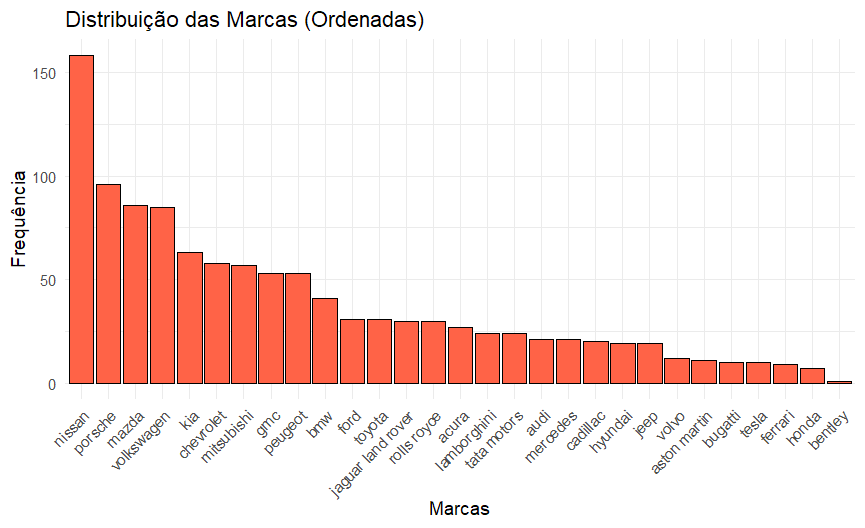 Distribuição das Marcas (Ordenadas)
Frequência
150
100
50
0
nissan
porsche
mazda
volkswagen
kia
chevrolet
mitsubishi
gmc
peugeot
bmw
ford
toyota
jaguar land rover
rolls royce
acura
lamborghini
tata motors
audi
mercedes
cadillac
hyundai
jeep
volvo
aston martin
bugatti
tesla
ferrari
honda
bentley
Marcas